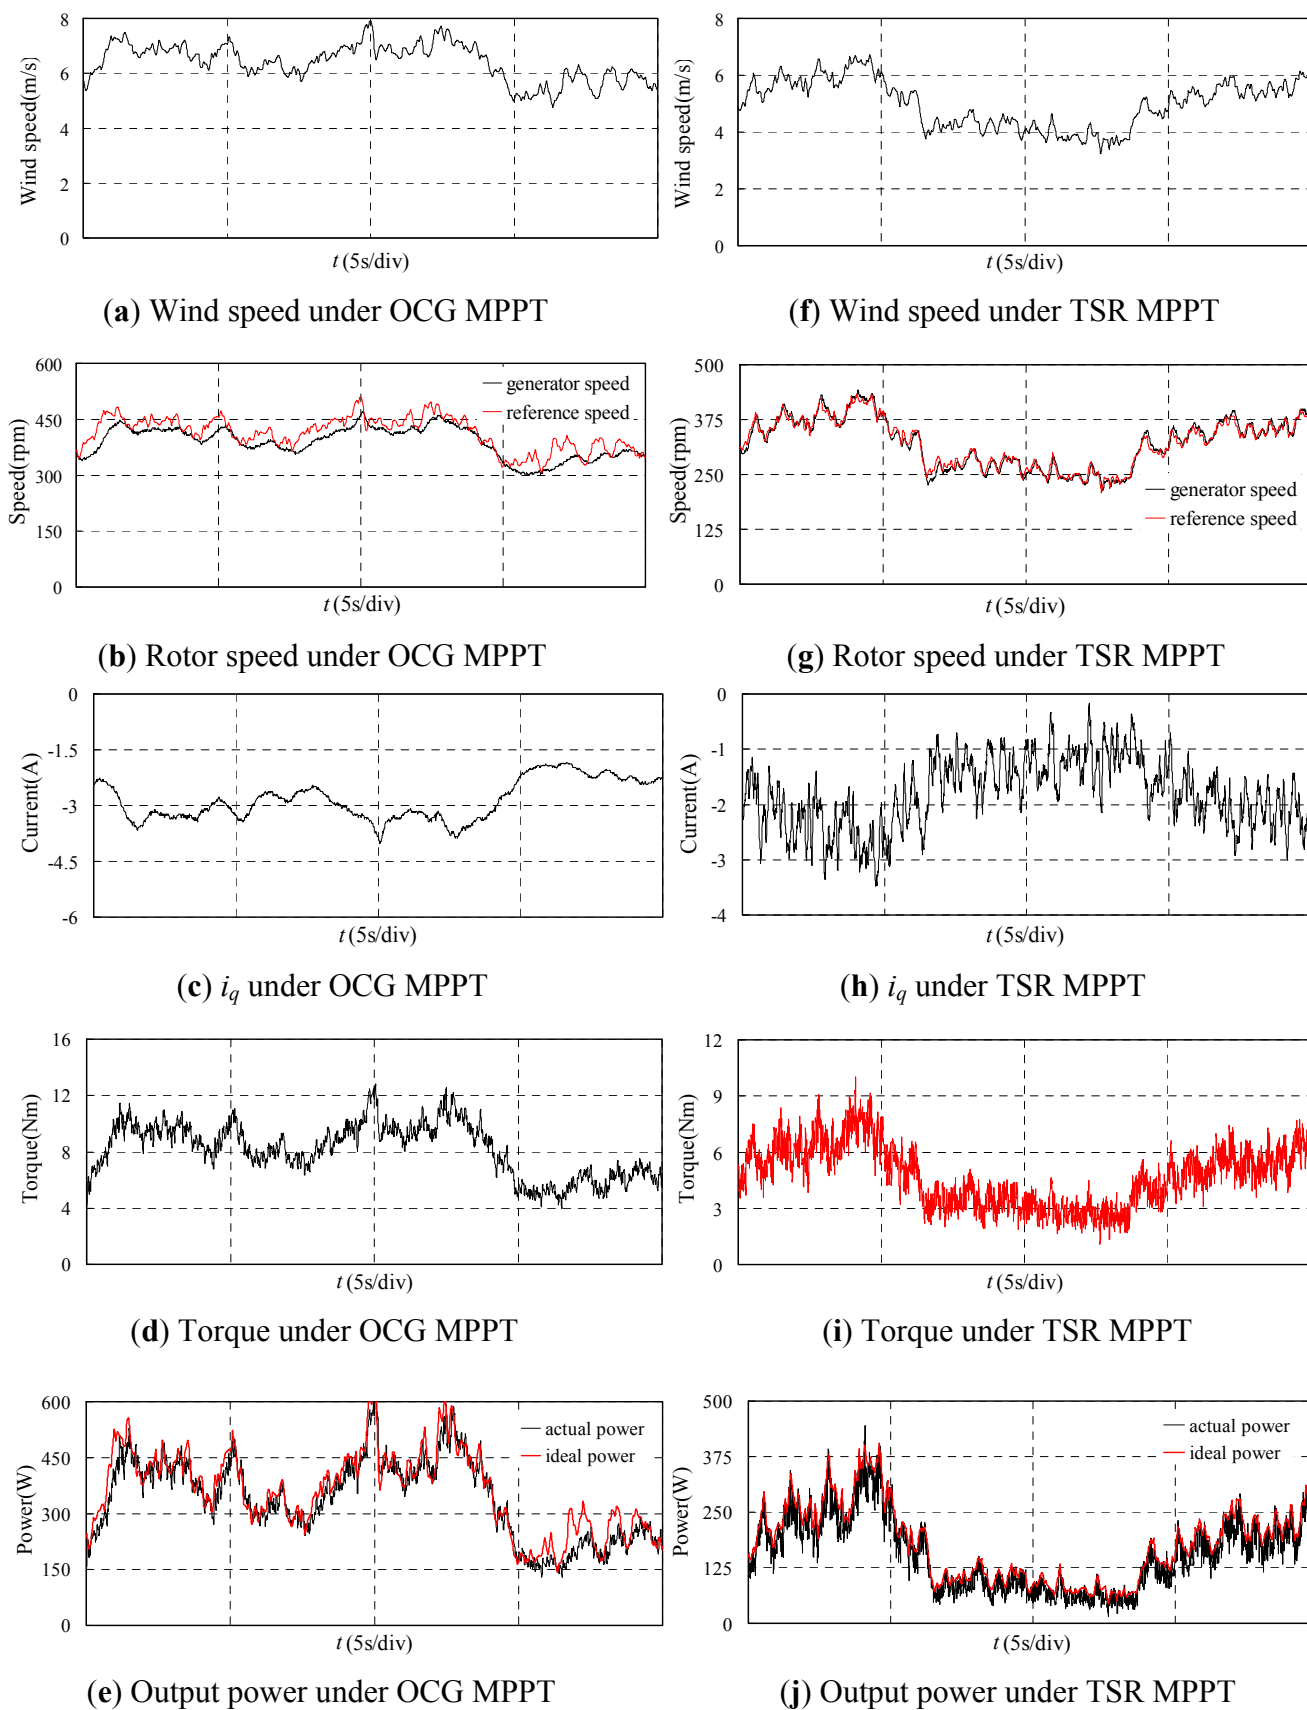 8
6
4
2
0
Wind speed(m/s)
t (5s/div)
(a) Wind speed under OCG MPPT
8
6
4
2
0
Wind speed(m/s)
t (5s/div)
(f) Wind speed under TSR MPPT
600
450
300
150
0
Speed(rpm)
generator speed
reference speed
t (5s/div)
(b) Rotor speed under OCG MPPT
500
375
250
125
0
Speed(rpm)
generator speed
reference speed
t (5s/div)
(g) Rotor speed under TSR MPPT
0
-1.5
-3
-4.5
-6
Current(A)
t (5s/div)
(c) iq under OCG MPPT
0
-1
-2
-3
-4
Current(A)
t (5s/div)
(h) iq under TSR MPPT
16
12
8
4
0
Torque(Nm)
t (5s/div)
(d) Torque under OCG MPPT
12
9
6
3
0
Torque(Nm)
t (5s/div)
(i) Torque under TSR MPPT
600
450
300
150
0
Power(W)
actual power
ideal power
t (5s/div)
(e) Output power under OCG MPPT
500
375
250
125
0
Power(W)
actual power
ideal power
t (5s/div)
(j) Output power under TSR MPPT